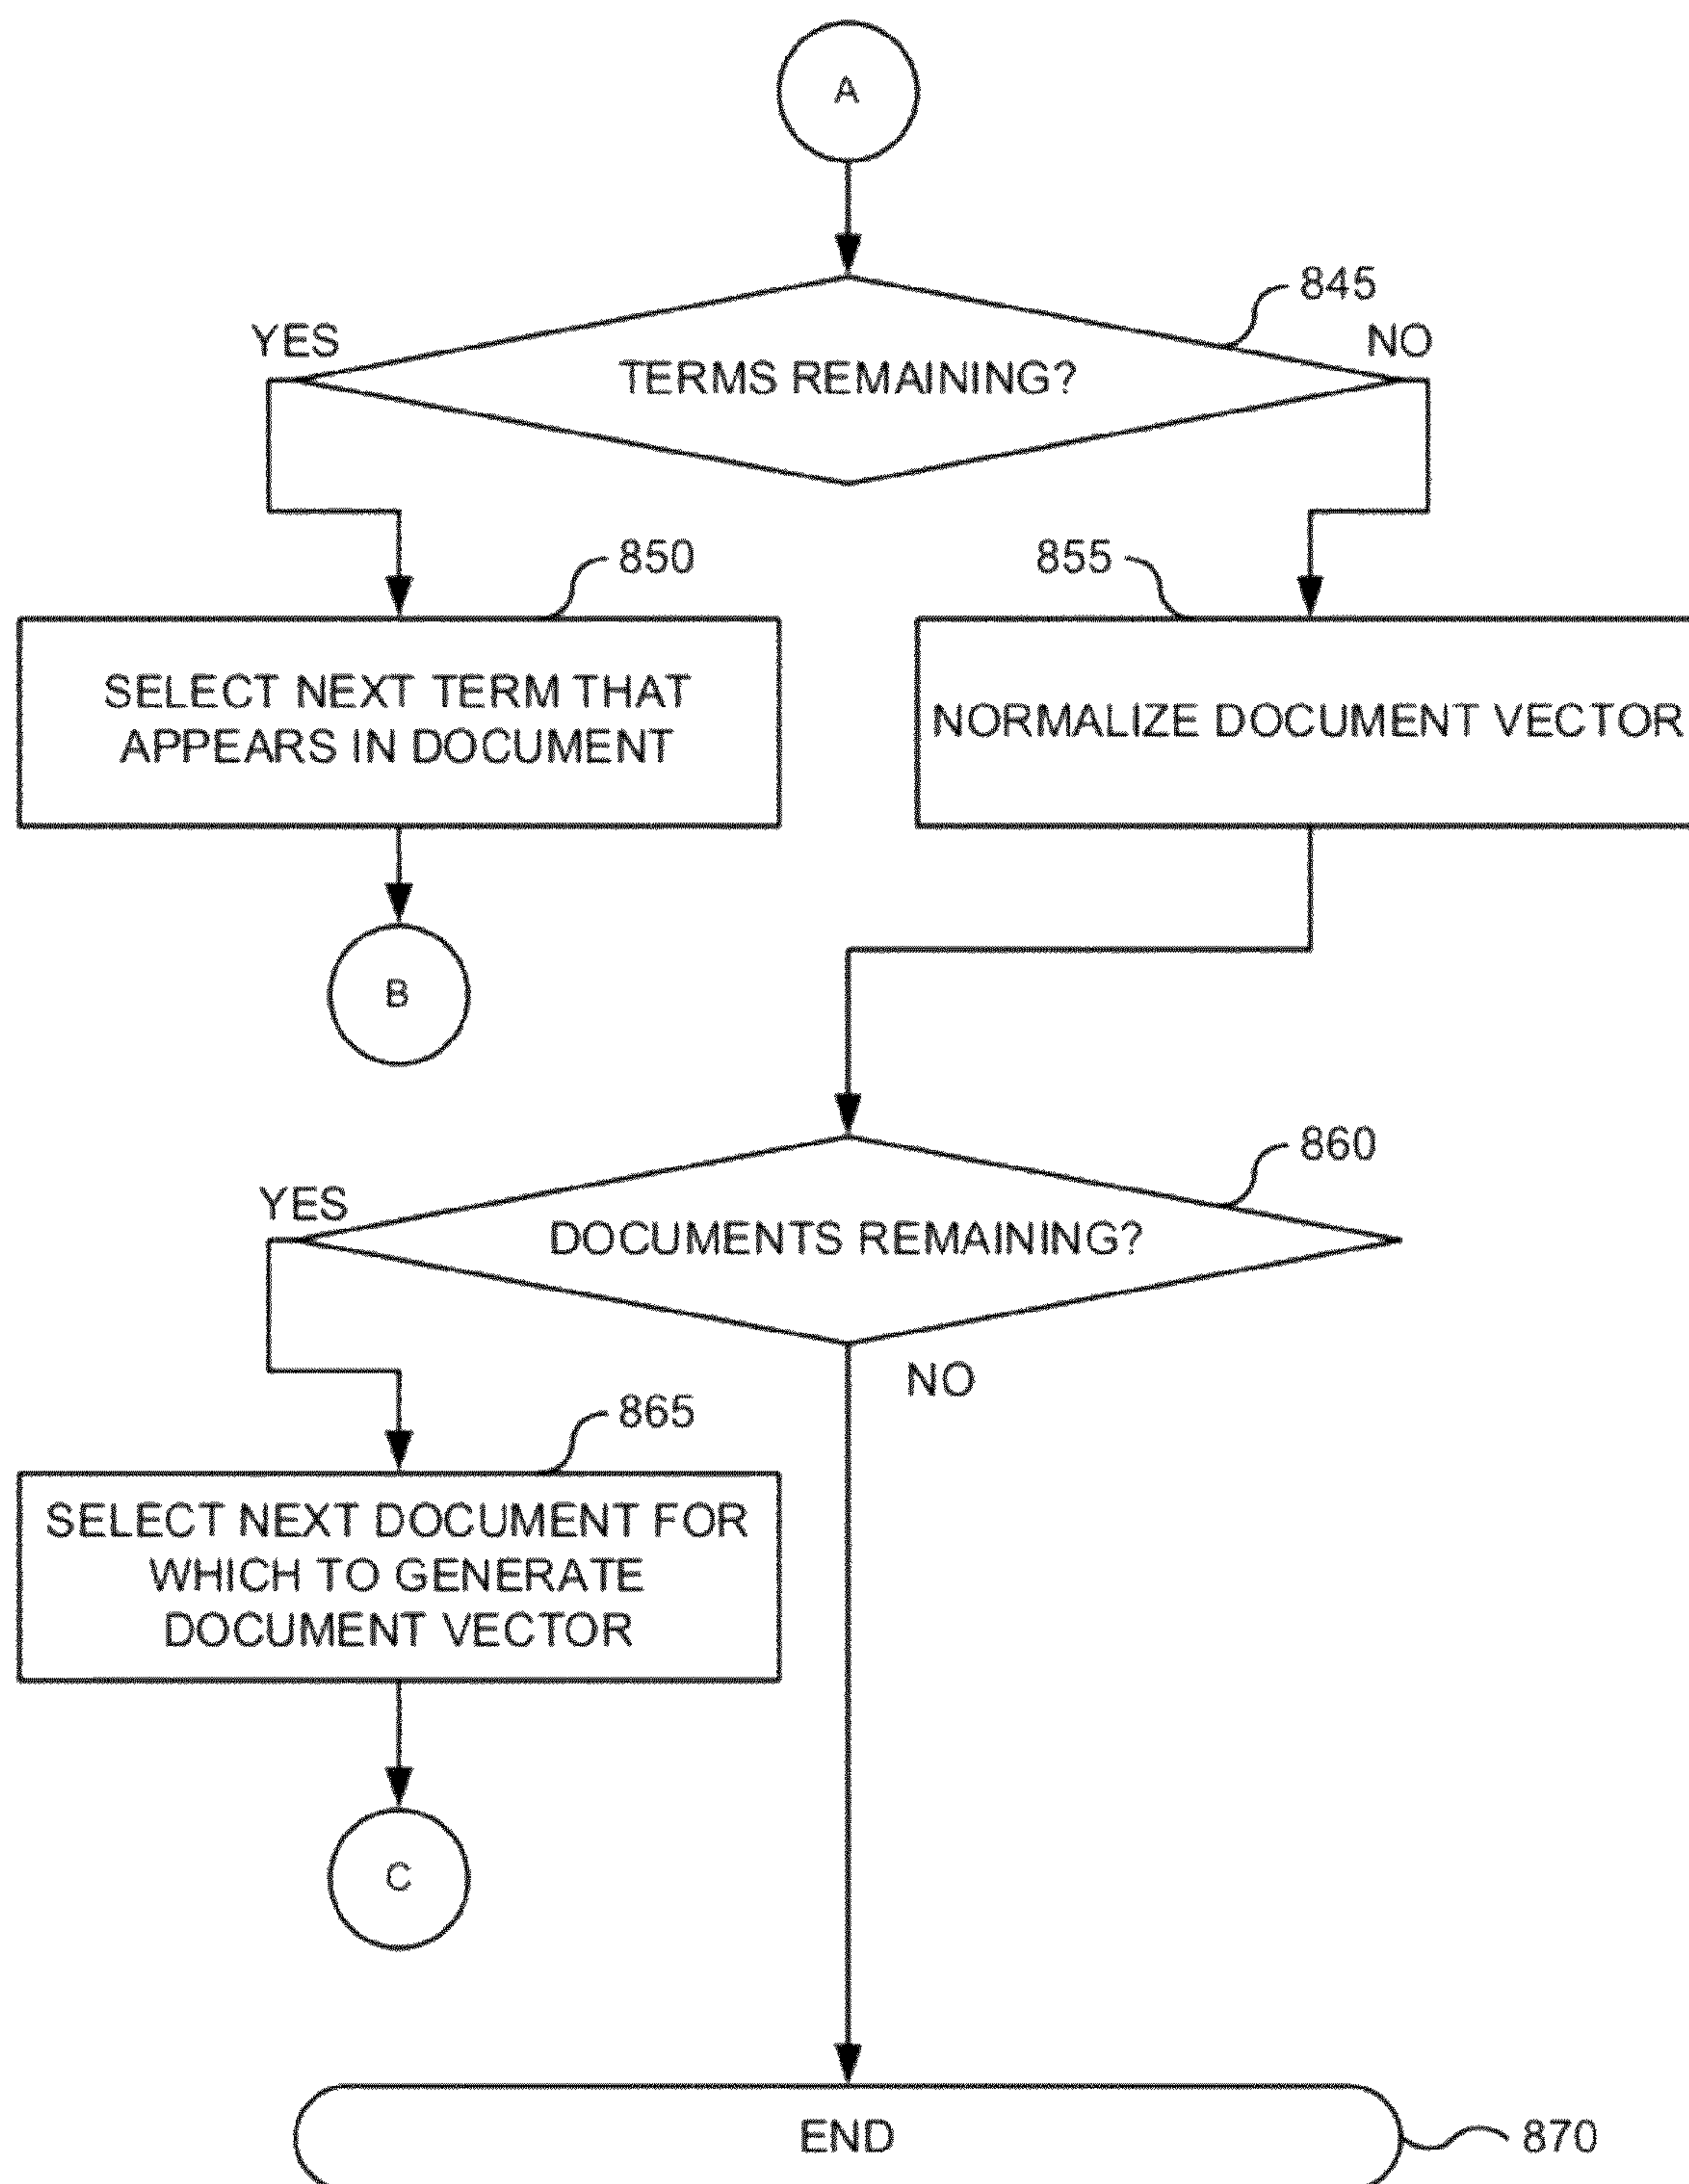 A
845
YES
NO
TERMS REMAINING?
850
855
SELECT NEXT TERM THAT
APPEARS IN DOCUMENT
NORMALIZE DOCUMENT VECTOR
B
860
YES
DOCUMENTS REMAINING?
NO
865
SELECT NEXT DOCUMENT FOR
WHICH TO GENERATE
DOCUMENT VECTOR
C
END
870